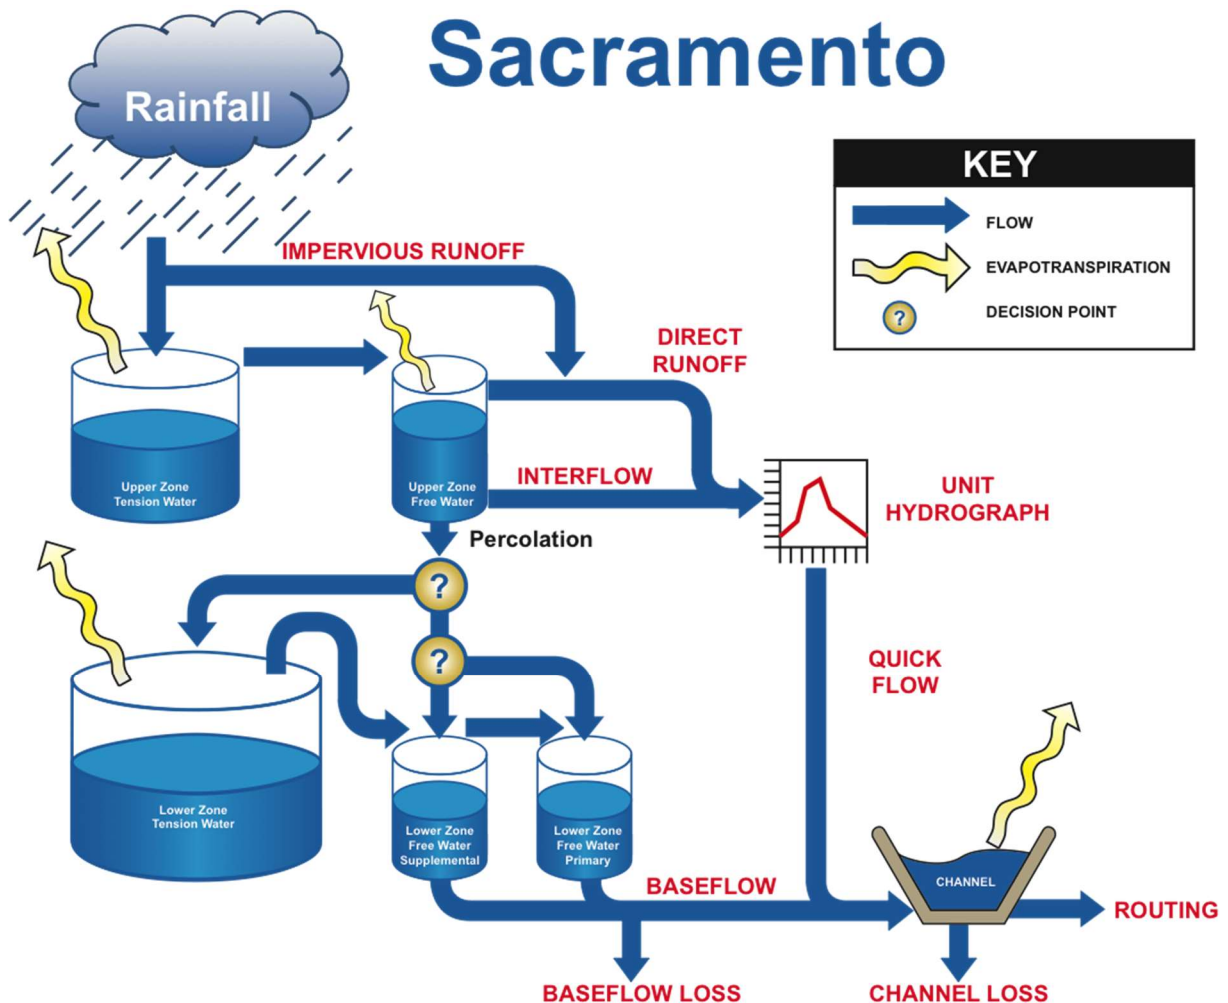 Sacramento
Rainfall
KEY
FLOW
EVAPOTRANSPIRATION
?
DECISION POINT
IMPERVIOUS RUNOFF
DIRECT
RUNOFF
Upper Zone
Tension Water
Upper Zone
Free Water
INTERFLOW
UNIT
HYDROGRAPH
Percolation
?
?
QUICK
FLOW
Lower Zone
Tension Water
Lower Zone
Free Water
Supplemental
Lower Zone
Free Water
Primary
BASEFLOW
CHANNEL
ROUTING
BASEFLOW LOSS
CHANNEL LOSS